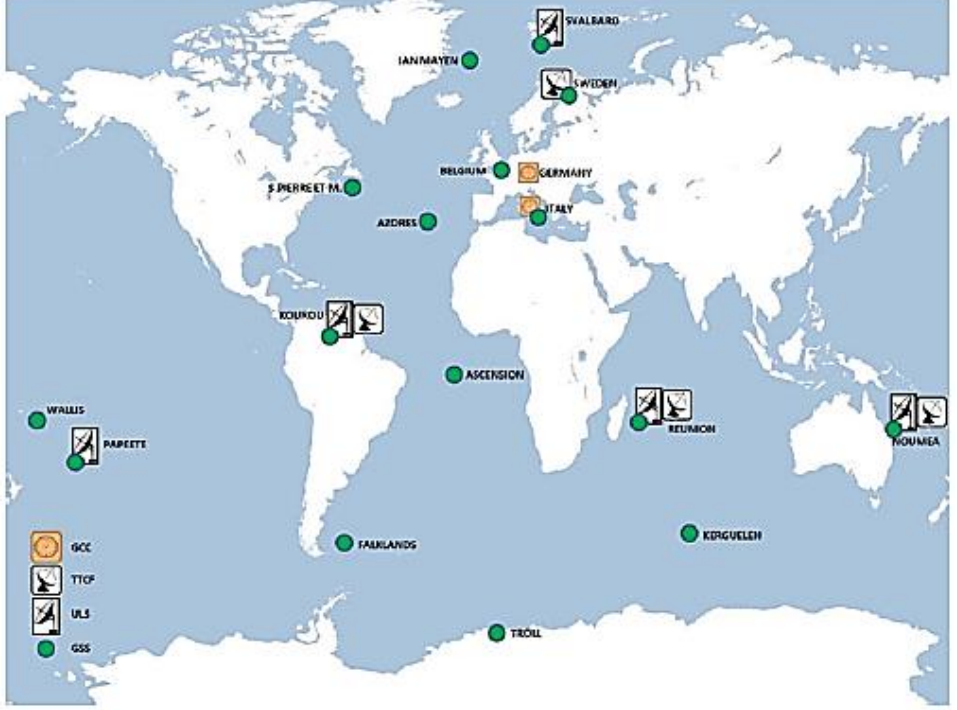 SVALBARD
JAN MAYEN
SWEDEN
BELGIUM
GERMANY
S.PIERRE ET M.
ITALY
AZORES
KOUROU
ASCENSION
WALLIS
REUNION
NOUMEA
PAPEETE
KERGUELEN
FALKLANDS
GCC
TTCF
ULS
GSS
TROLL